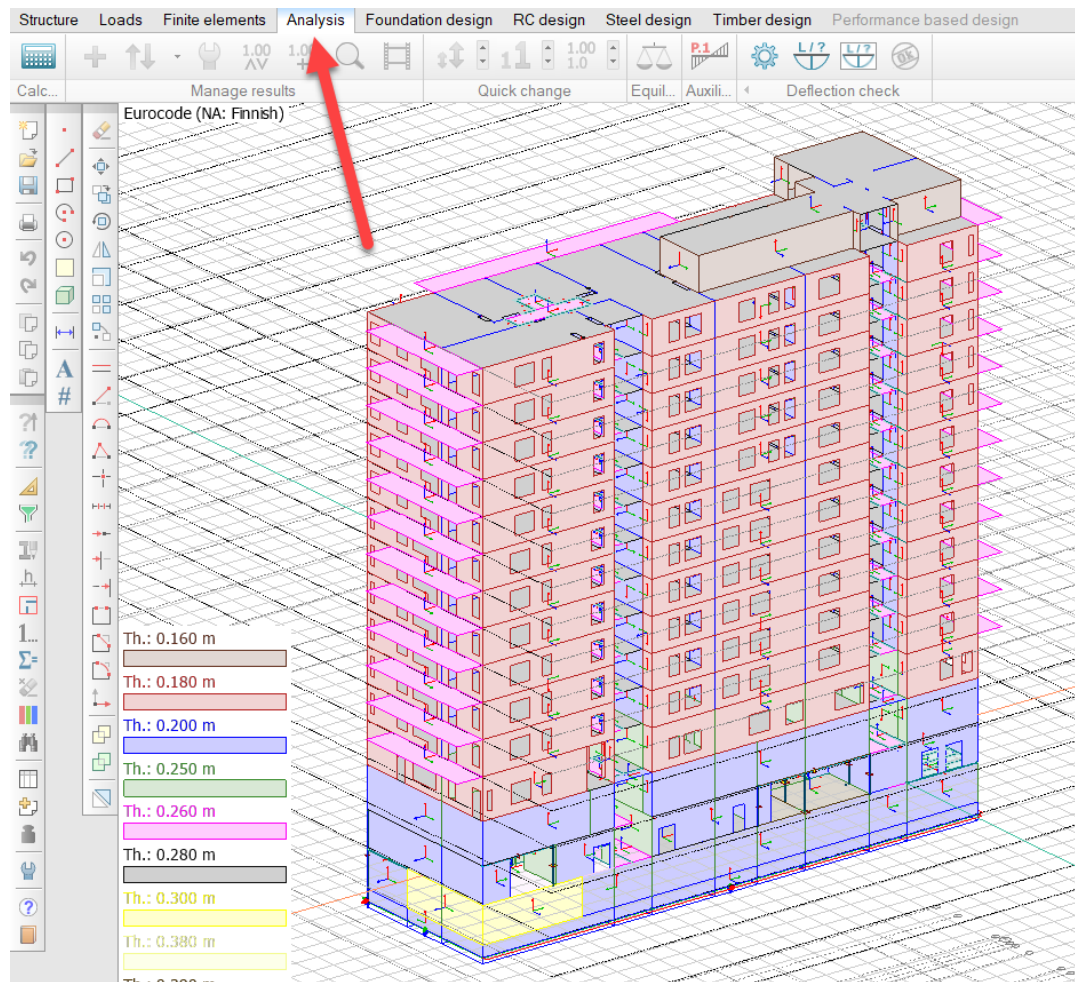 Structure Loads Finite elements Analysis Foundation design RC design Steel design Timber design Performance based design
1.00 1.00 1.00 1.0 P.1 L/? L/? OK
Calc... Manage results Quick change Equil... Auxili... Deflection check
Eurocode (NA: Finnish)
A
#
1...
Σ=
Th.: 0.160 m
Th.: 0.180 m
Th.: 0.200 m
Th.: 0.250 m
Th.: 0.260 m
Th.: 0.280 m
Th.: 0.300 m
Th.: 0.380 m